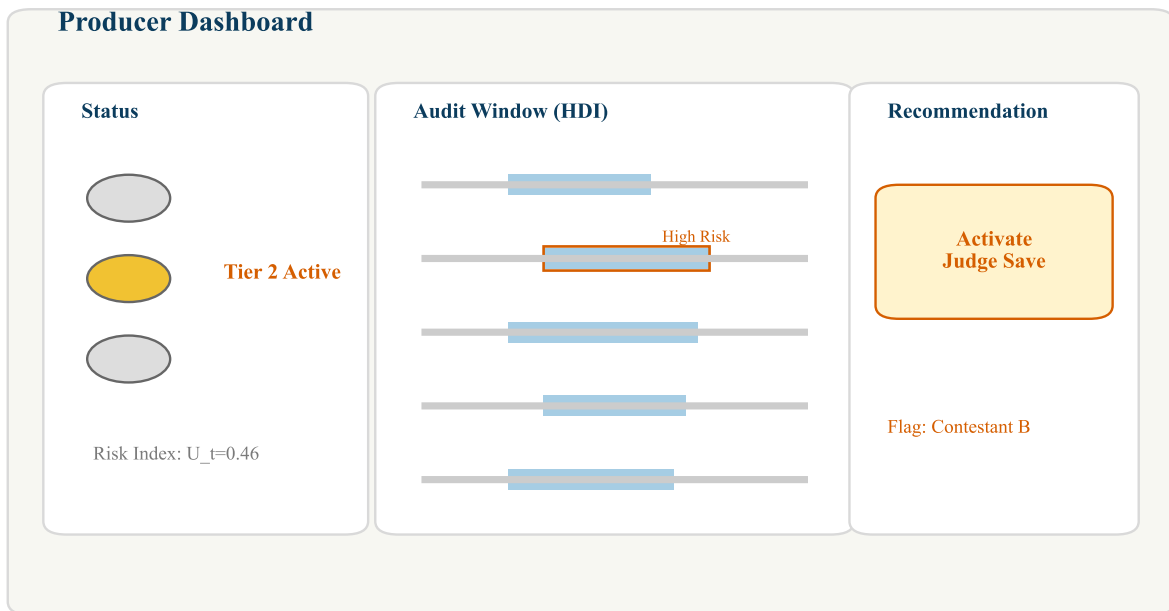 Producer Dashboard
Status
Tier 2 Active
Risk Index: U_t=0.46
Audit Window (HDI)
High Risk
Recommendation
Activate
Judge Save
Flag: Contestant B